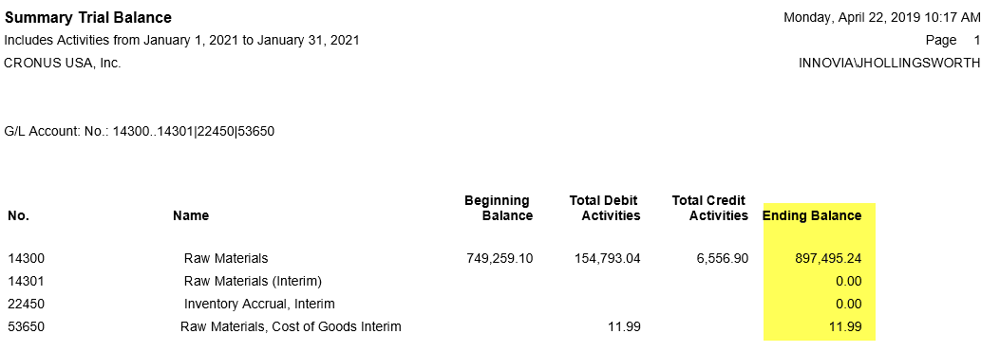 Summary Trial Balance Monday, April 22, 2019 10:17 AM
Includes Activities from January 1, 2021 to January 31, 2021 Page 1
CRONUS USA, Inc. INNOVIA\JHOLLINGSWORTH
G/L Account: No.: 14300..14301|22450|53650
Beginning Total Debit Total Credit
No. Name Balance Activities Activities Ending Balance
14300 Raw Materials 749,259.10 154,793.04 6,556.90 897,495.24
14301 Raw Materials (Interim) 0.00
22450 Inventory Accrual, Interim 0.00
53650 Raw Materials, Cost of Goods Interim 11.99 11.99